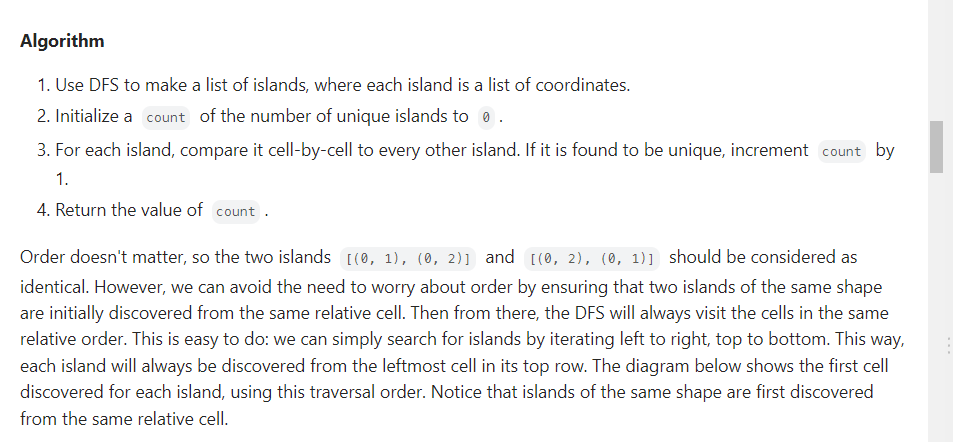 Algorithm
1. Use DFS to make a list of islands, where each island is a list of coordinates.
2. Initialize a count of the number of unique islands to 0 .
3. For each island, compare it cell-by-cell to every other island. If it is found to be unique, increment count by
1.
4. Return the value of count .
Order doesn't matter, so the two islands [(0, 1), (0, 2)] and [(0, 2), (0, 1)] should be considered as
identical. However, we can avoid the need to worry about order by ensuring that two islands of the same shape
are initially discovered from the same relative cell. Then from there, the DFS will always visit the cells in the same
relative order. This is easy to do: we can simply search for islands by iterating left to right, top to bottom. This way,
each island will always be discovered from the leftmost cell in its top row. The diagram below shows the first cell
discovered for each island, using this traversal order. Notice that islands of the same shape are first discovered
from the same relative cell.